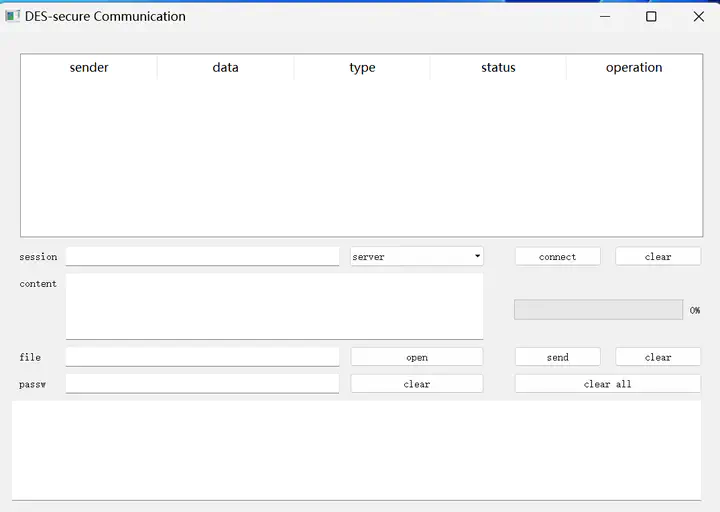 DES-secure Communication
sender data type status operation
session server connect clear
content
0%
file open send clear
passw clear clear all